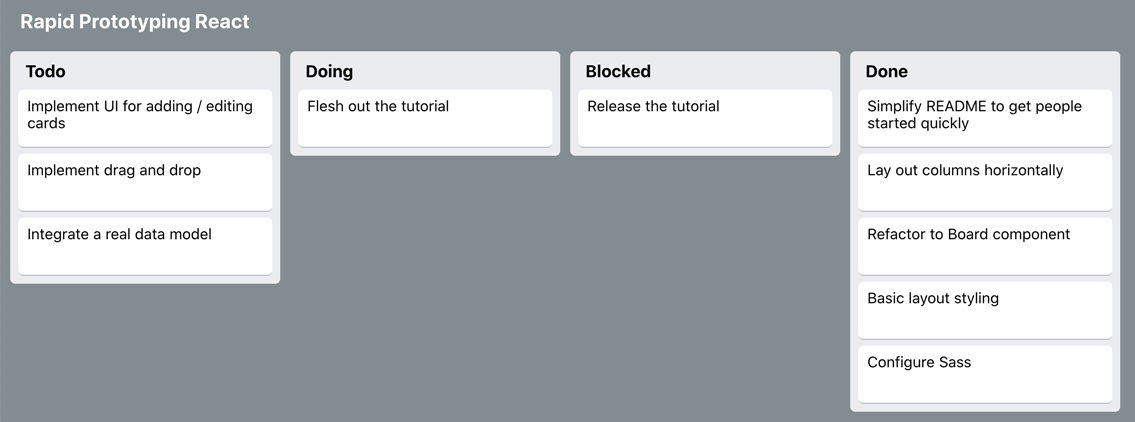 Rapid Prototyping React
Todo
Implement UI for adding / editing
cards
Implement drag and drop
Integrate a real data model
Doing
Flesh out the tutorial
Blocked
Release the tutorial
Done
Simplify README to get people
started quickly
Lay out columns horizontally
Refactor to Board component
Basic layout styling
Configure Sass